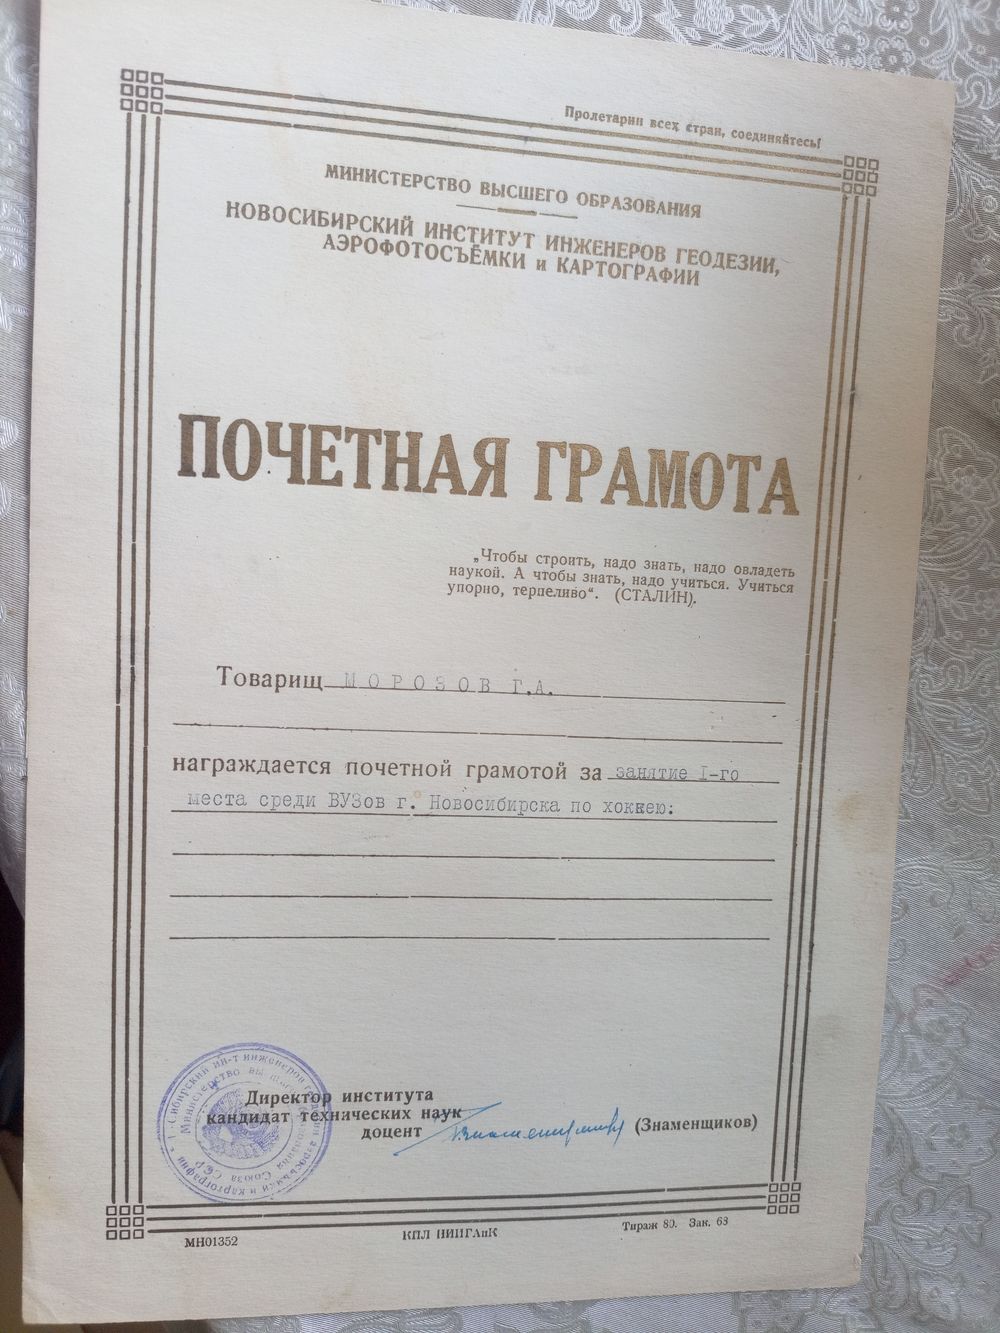 Пролетарии всех стран, соединяйтесь!
МИНИСТЕРСТВО ВЫСШЕГО ОБРАЗОВАНИЯ
НОВОСИБИРСКИЙ ИНСТИТУТ ИНЖЕНЕРОВ ГЕОДЕЗИИ,
АЭРОФОТОСЪЁМКИ и КАРТОГРАФИИ
ПОЧЕТНАЯ ГРАМОТА
„Чтобы строить, надо знать, надо овладеть
наукой. А чтобы знать, надо учиться. Учиться
упорно, терпеливо“. (СТАЛИН).
Товарищ МОРОЗОВ Г.А.
награждается почетной грамотой за занятие I-го
места среди ВУЗов г. Новосибирска по хоккею:
Директор института
кандидат технических наук
доцент (Знаменщиков)
МН01352
КПЛ НИИГАиК
Тираж 80. Зак. 63